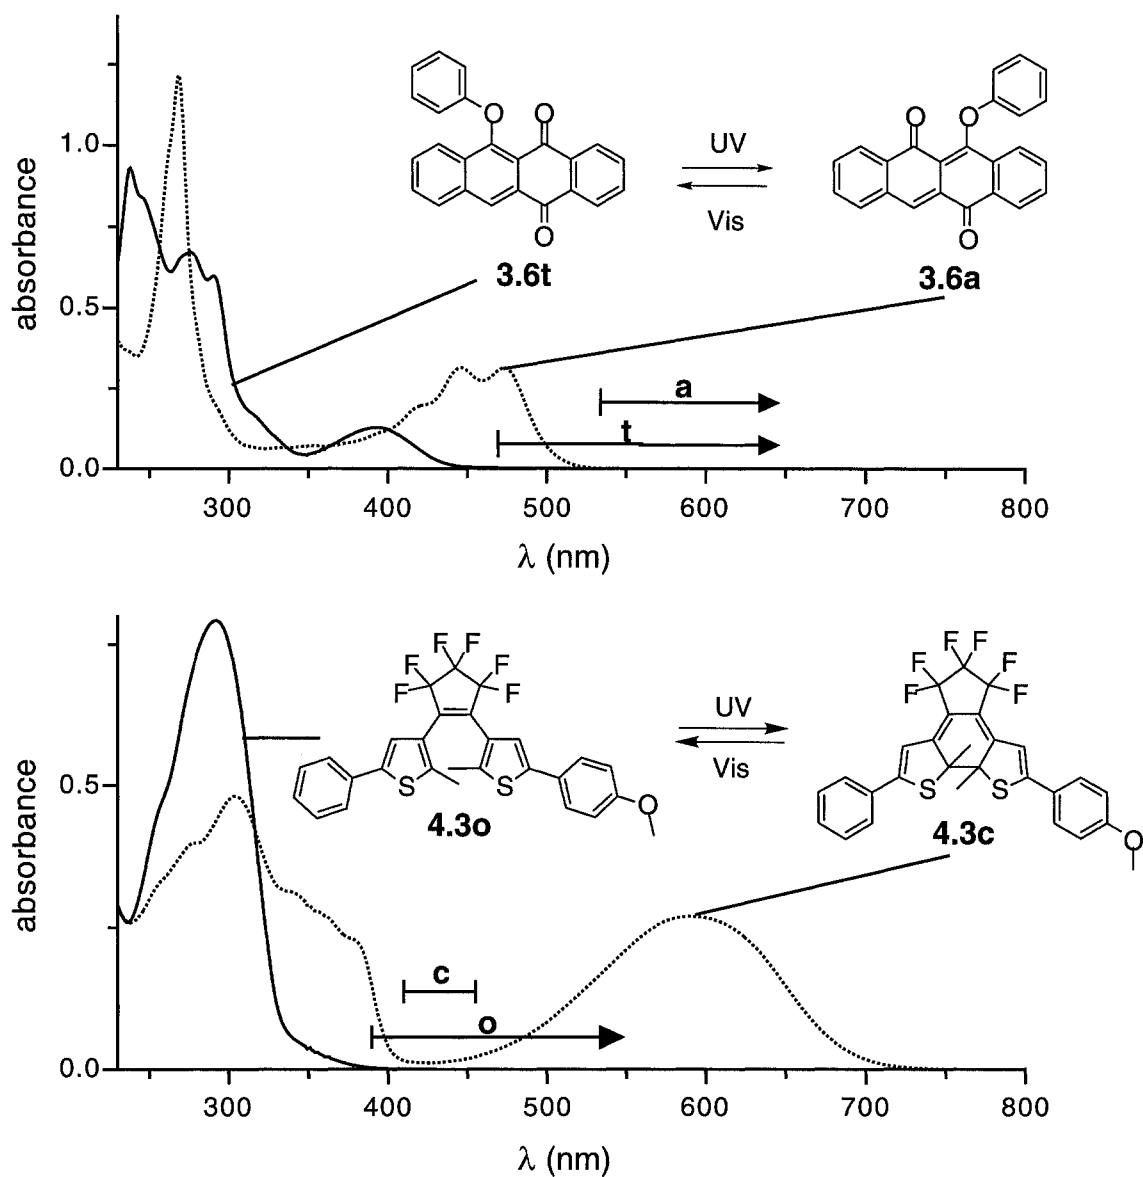 absorbance
1.0
0.5
0.0
300 400 500 600 700 800
λ (nm)
O O
O
3.6t
UV
Vis
O O
O
3.6a
a
t
absorbance
0.5
0.0
300 400 500 600 700 800
λ (nm)
F F
F F
F F
S S
O
4.3o
UV
Vis
F F
F F
F F
S S
O
4.3c
c
o